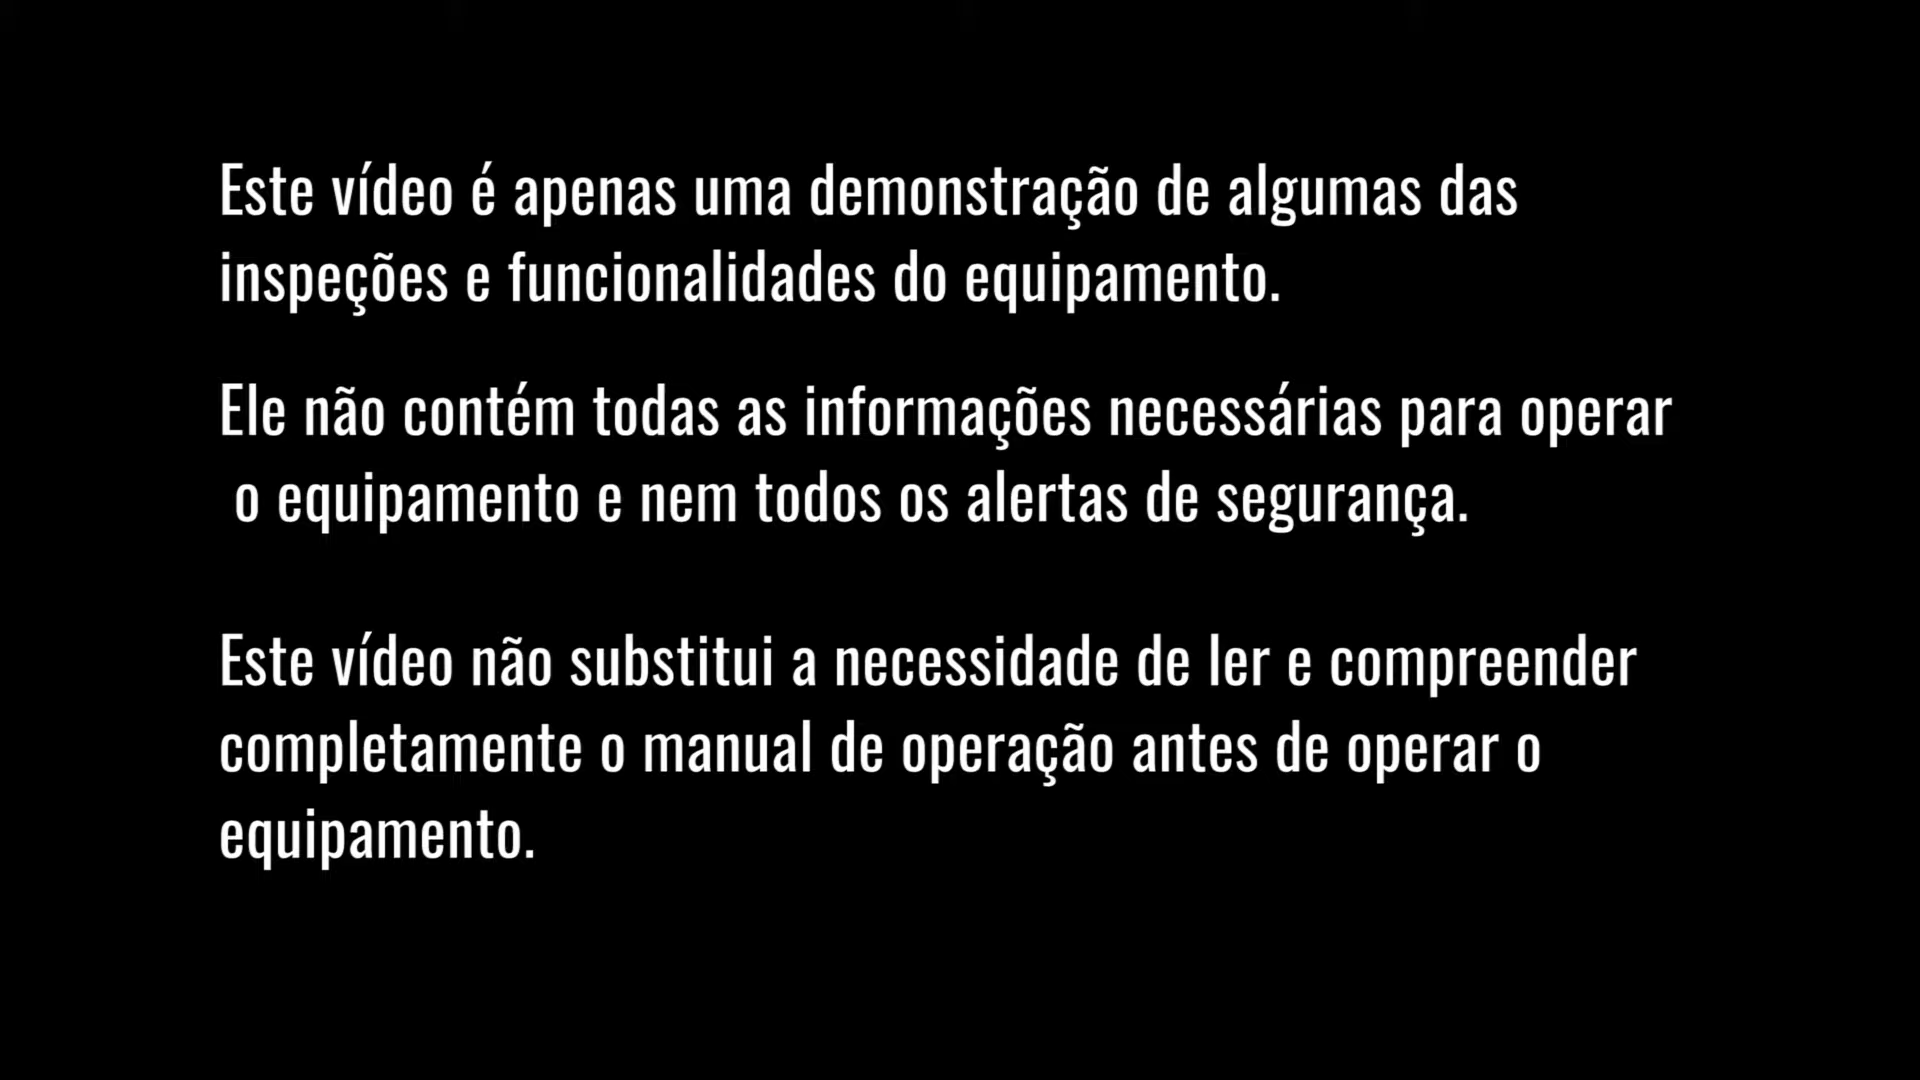 Este vídeo é apenas uma demonstração de algumas das
inspeções e funcionalidades do equipamento.
Ele não contém todas as informações necessárias para operar
o equipamento e nem todos os alertas de segurança.
Este vídeo não substitui a necessidade de ler e compreender
completamente o manual de operação antes de operar o
equipamento.